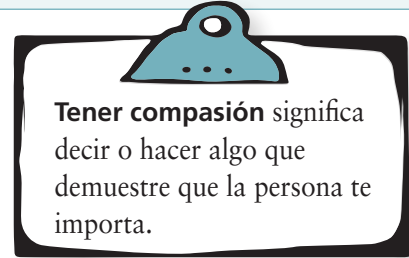 Tener compasión significa
decir o hacer algo que
demuestre que la persona te
importa.